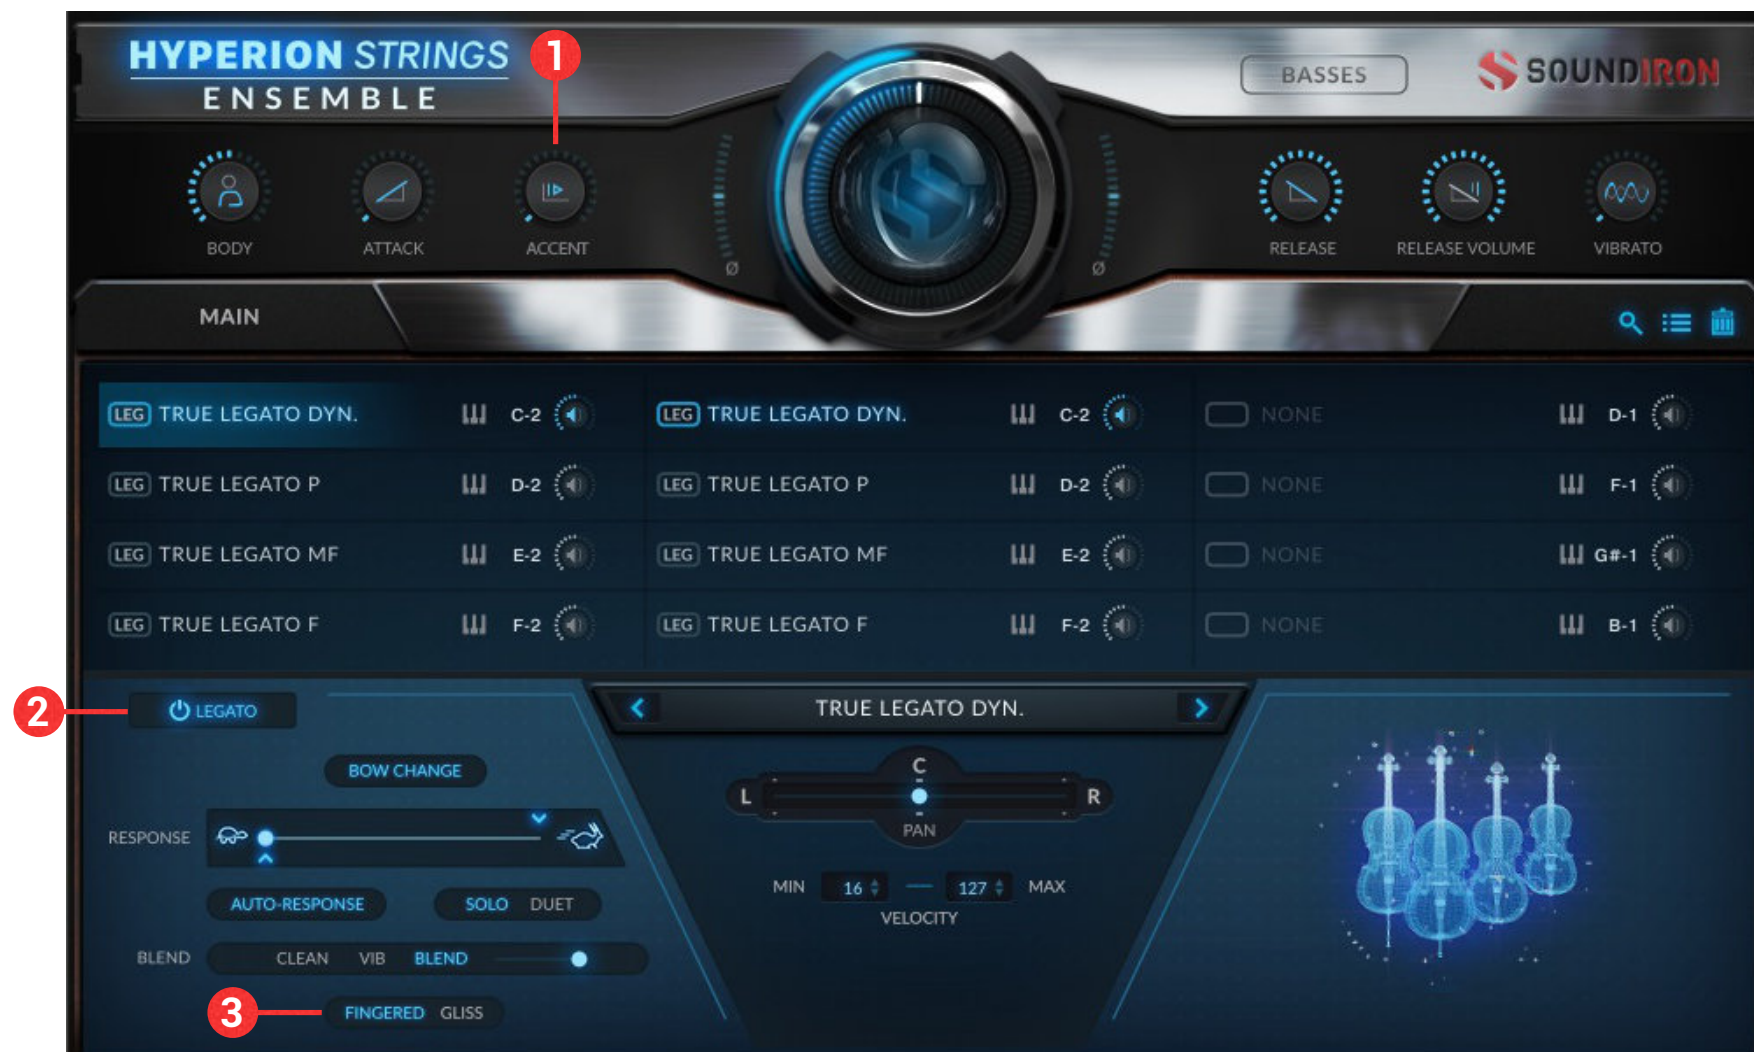 HYPERION STRINGS
ENSEMBLE
1
BASSES
SOUNDIRON
BODY
ATTACK
ACCENT
Ø
Ø
RELEASE
RELEASE VOLUME
VIBRATO
MAIN
LEG TRUE LEGATO DYN. C-2 LEG TRUE LEGATO DYN. C-2 NONE D-1
LEG TRUE LEGATO P D-2 LEG TRUE LEGATO P D-2 NONE F-1
LEG TRUE LEGATO MF E-2 LEG TRUE LEGATO MF E-2 NONE G#-1
LEG TRUE LEGATO F F-2 LEG TRUE LEGATO F F-2 NONE B-1
2
LEGATO
BOW CHANGE
RESPONSE
AUTO-RESPONSE
SOLO DUET
BLEND CLEAN VIB BLEND
3
FINGERED GLISS
TRUE LEGATO DYN.
C
L R
PAN
MIN 16 127 MAX
VELOCITY